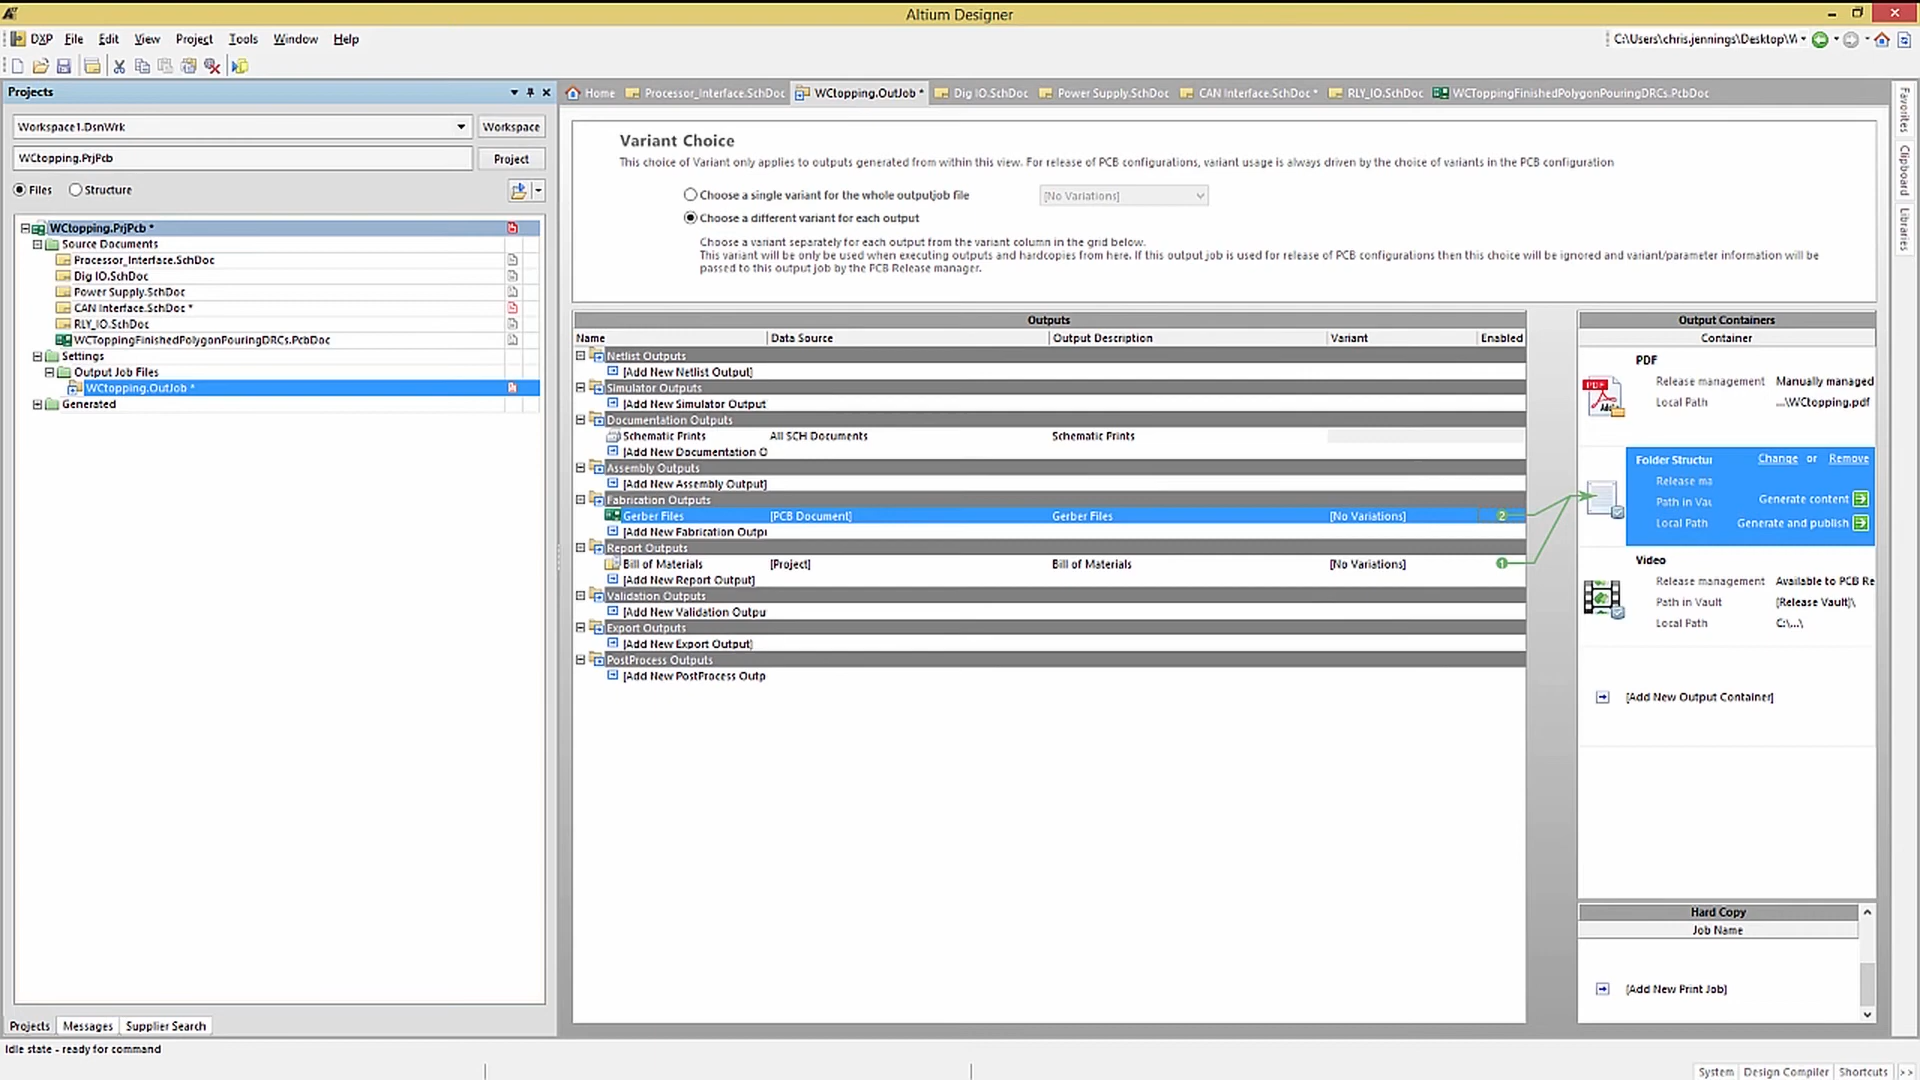 Altium Designer
DXP File Edit View Project Tools Window Help
C:\Users\chris.jennings\Desktop\W
Projects
Workspace1.DsnWrk
Workspace
WCtopping.PrjPcb
Project
Files Structure
WCtopping.PrjPcb *
Source Documents
Processor_Interface.SchDoc
Dig IO.SchDoc
Power Supply.SchDoc
CAN Interface.SchDoc *
RLY_IO.SchDoc
WCToppingFinishedPolygonPouringDRCs.PcbDoc
Settings
Output Job Files
WCtopping.OutJob *
Generated
Projects Messages Supplier Search
Idle state - ready for command
Home Processor_Interface.SchDoc WCtopping.OutJob * Dig IO.SchDoc Power Supply.SchDoc CAN Interface.SchDoc * RLY_IO.SchDoc WCToppingFinishedPolygonPouringDRCs.PcbDoc
Variant Choice
This choice of Variant only applies to outputs generated from within this view. For release of PCB configurations, variant usage is always driven by the choice of variants in the PCB configuration
Choose a single variant for the whole outputjob file [No Variations]
Choose a different variant for each output
Choose a variant separately for each output from the variant column in the grid below.
This variant will be only be used when executing outputs and hardcopies from here. If this output job is used for release of PCB configurations then this choice will be ignored and variant/parameter information will be
passed to this output job by the PCB Release manager.
Outputs
Name Data Source Output Description Variant Enabled
Netlist Outputs
[Add New Netlist Output]
Simulator Outputs
[Add New Simulator Output
Documentation Outputs
Schematic Prints All SCH Documents Schematic Prints
[Add New Documentation O
Assembly Outputs
[Add New Assembly Output]
Fabrication Outputs
Gerber Files [PCB Document] Gerber Files [No Variations] 2
[Add New Fabrication Outpu
Report Outputs
Bill of Materials [Project] Bill of Materials [No Variations] 1
[Add New Report Output]
Validation Outputs
[Add New Validation Outpu
Export Outputs
[Add New Export Output]
PostProcess Outputs
[Add New PostProcess Outp
Output Containers
Container
PDF
Release management Manually managed
Local Path ...\WCtopping.pdf
Folder Structur Change or Remove
Release ma
Path in Vau Generate content
Local Path Generate and publish
Video
Release management Available to PCB Re
Path in Vault [Release Vault]\
Local Path C:\...\
[Add New Output Container]
Hard Copy
Job Name
[Add New Print Job]
Favorites
Clipboard
Libraries
System Design Compiler Shortcuts >>